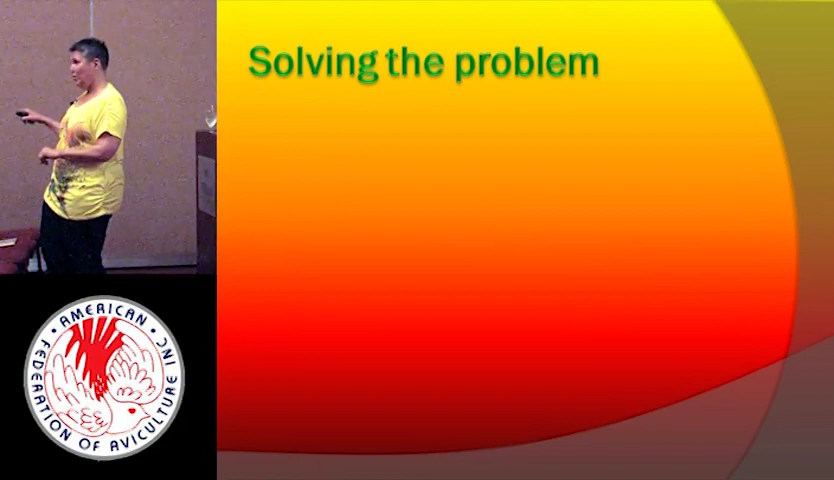 Solving the problem
AMERICAN
FEDERATION OF AVICULTURE INC